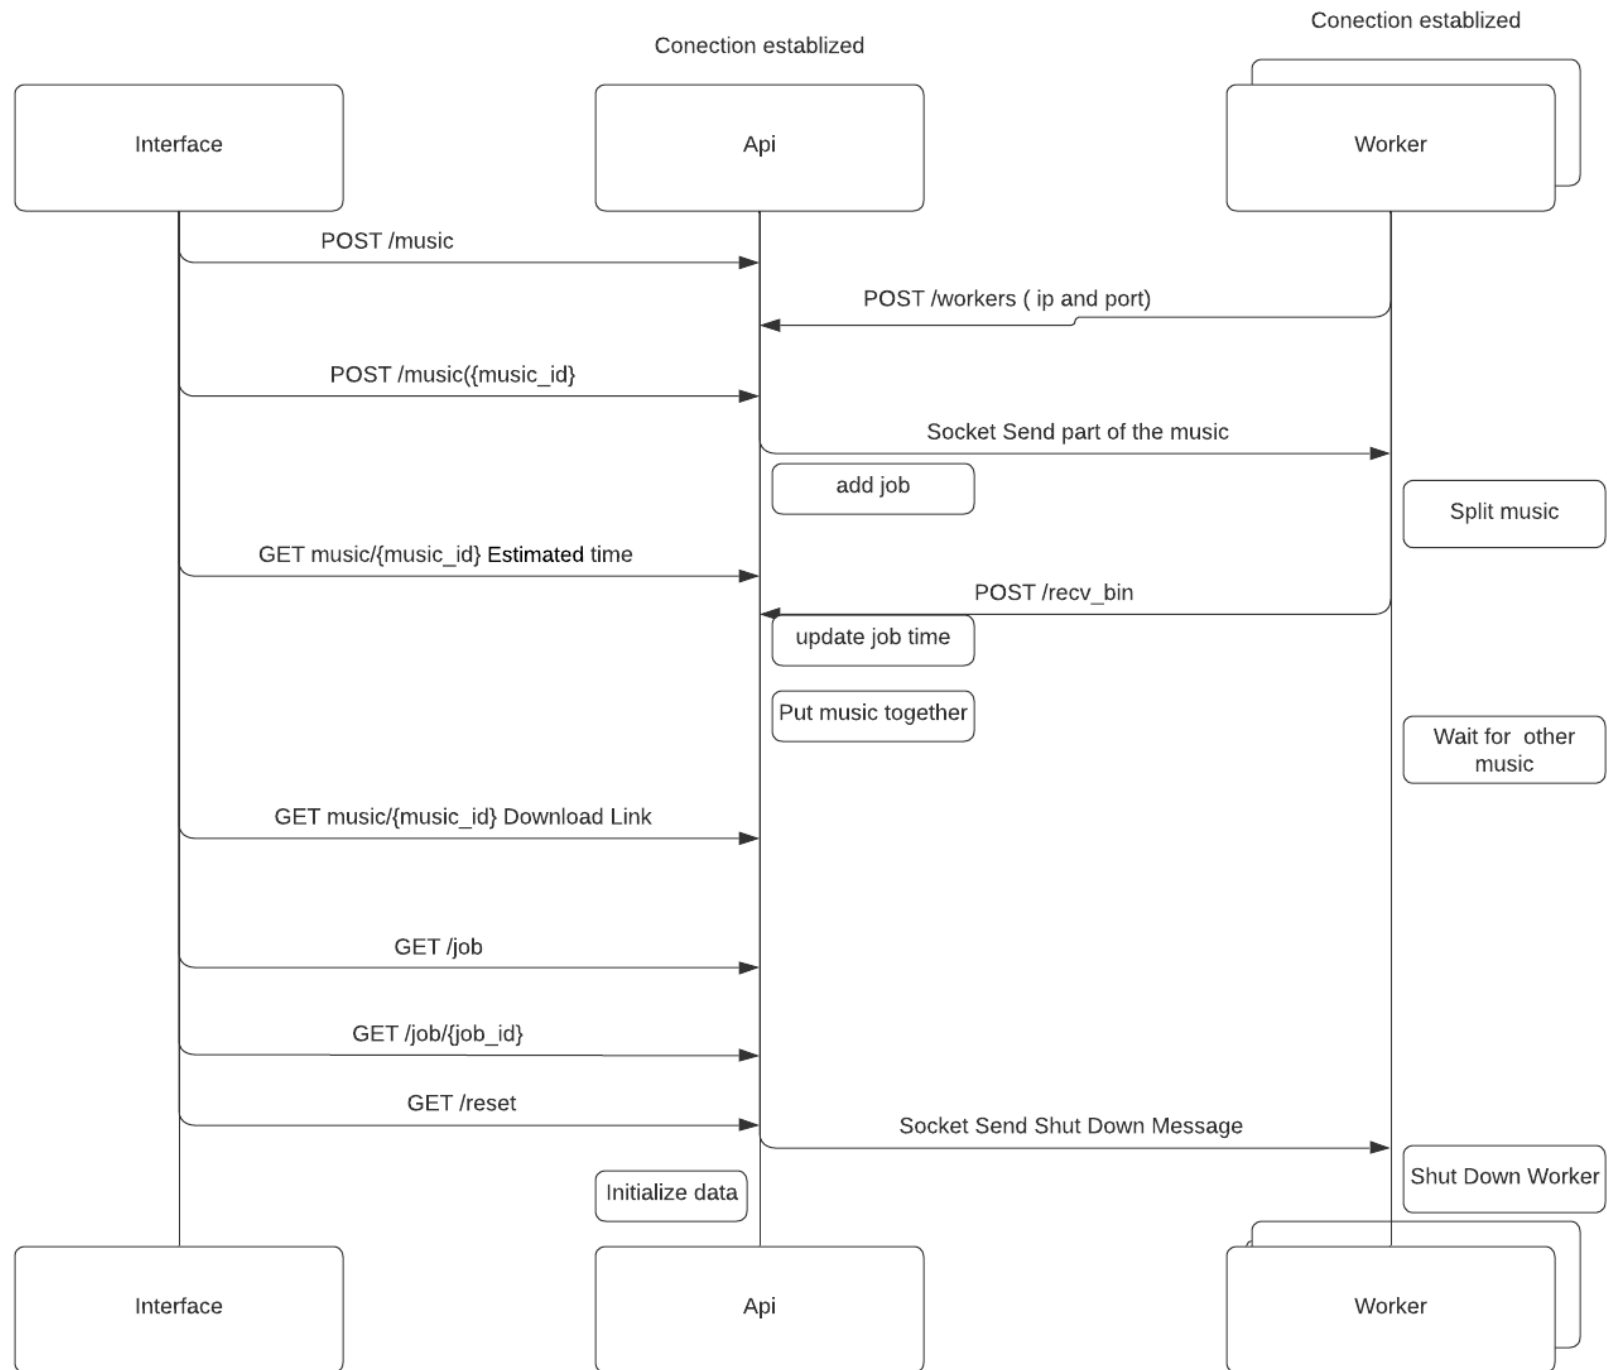 Conection establized
Conection establized
Interface
Api
Worker
POST /music
POST /workers ( ip and port)
POST /music({music_id}
Socket Send part of the music
add job
Split music
GET music/{music_id} Estimated time
POST /recv_bin
update job time
Put music together
Wait for  other
music
GET music/{music_id} Download Link
GET /job
GET /job/{job_id}
GET /reset
Socket Send Shut Down Message
Shut Down Worker
Initialize data
Interface
Api
Worker